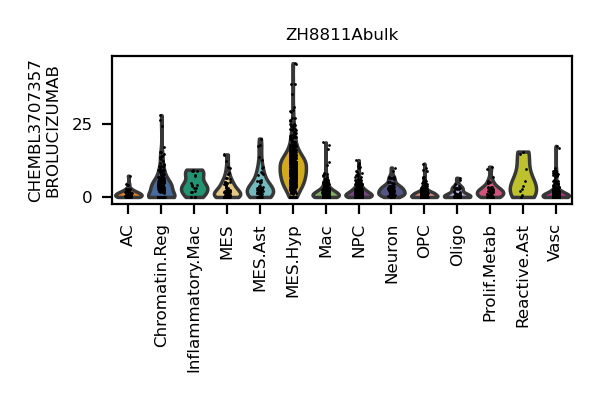 ZH8811Abulk
CHEMBL3707357
BROLUCIZUMAB
25
0
AC
Chromatin.Reg
Inflammatory.Mac
MES
MES.Ast
MES.Hyp
Mac
NPC
Neuron
OPC
Oligo
Prolif.Metab
Reactive.Ast
Vasc